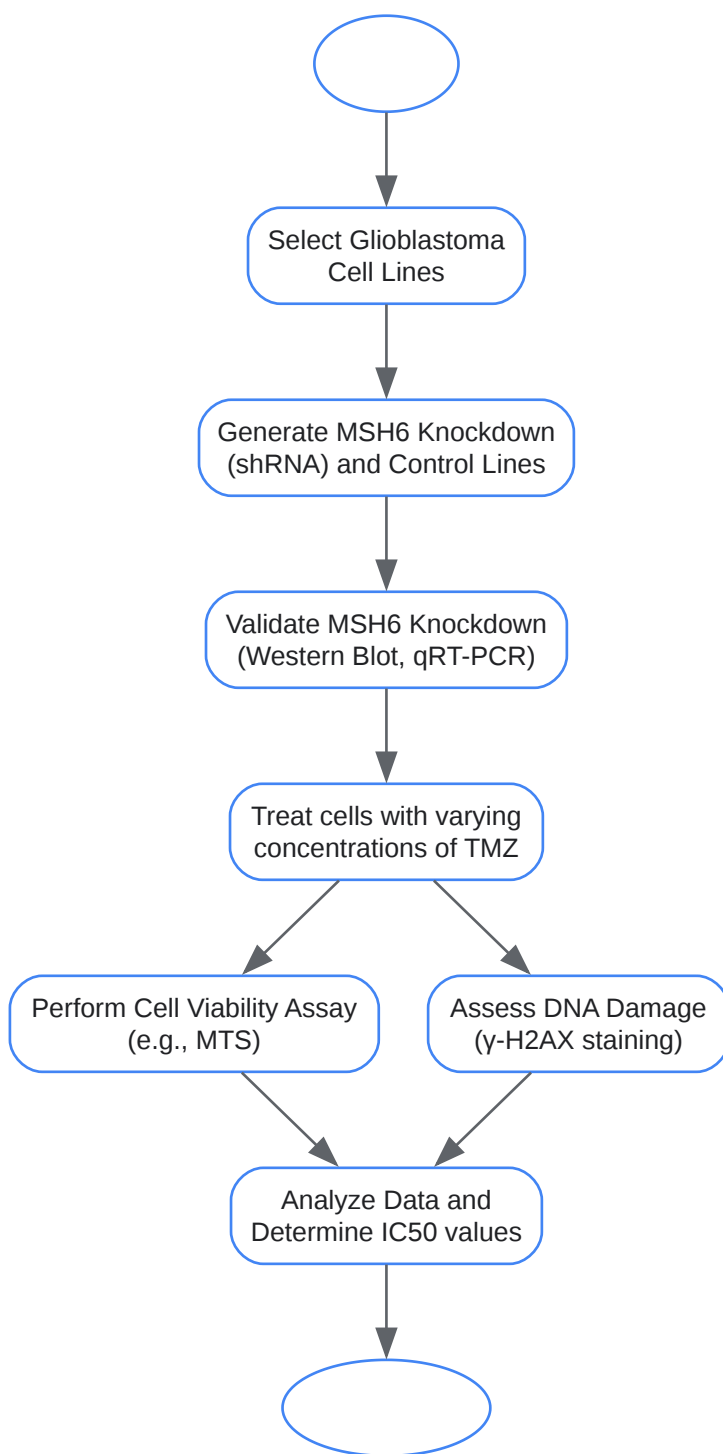 Select Glioblastoma
Cell Lines
Generate MSH6 Knockdown
(shRNA) and Control Lines
Validate MSH6 Knockdown
(Western Blot, qRT-PCR)
Treat cells with varying
concentrations of TMZ
Perform Cell Viability Assay
(e.g., MTS)
Assess DNA Damage
(γ-H2AX staining)
Analyze Data and
Determine IC50 values